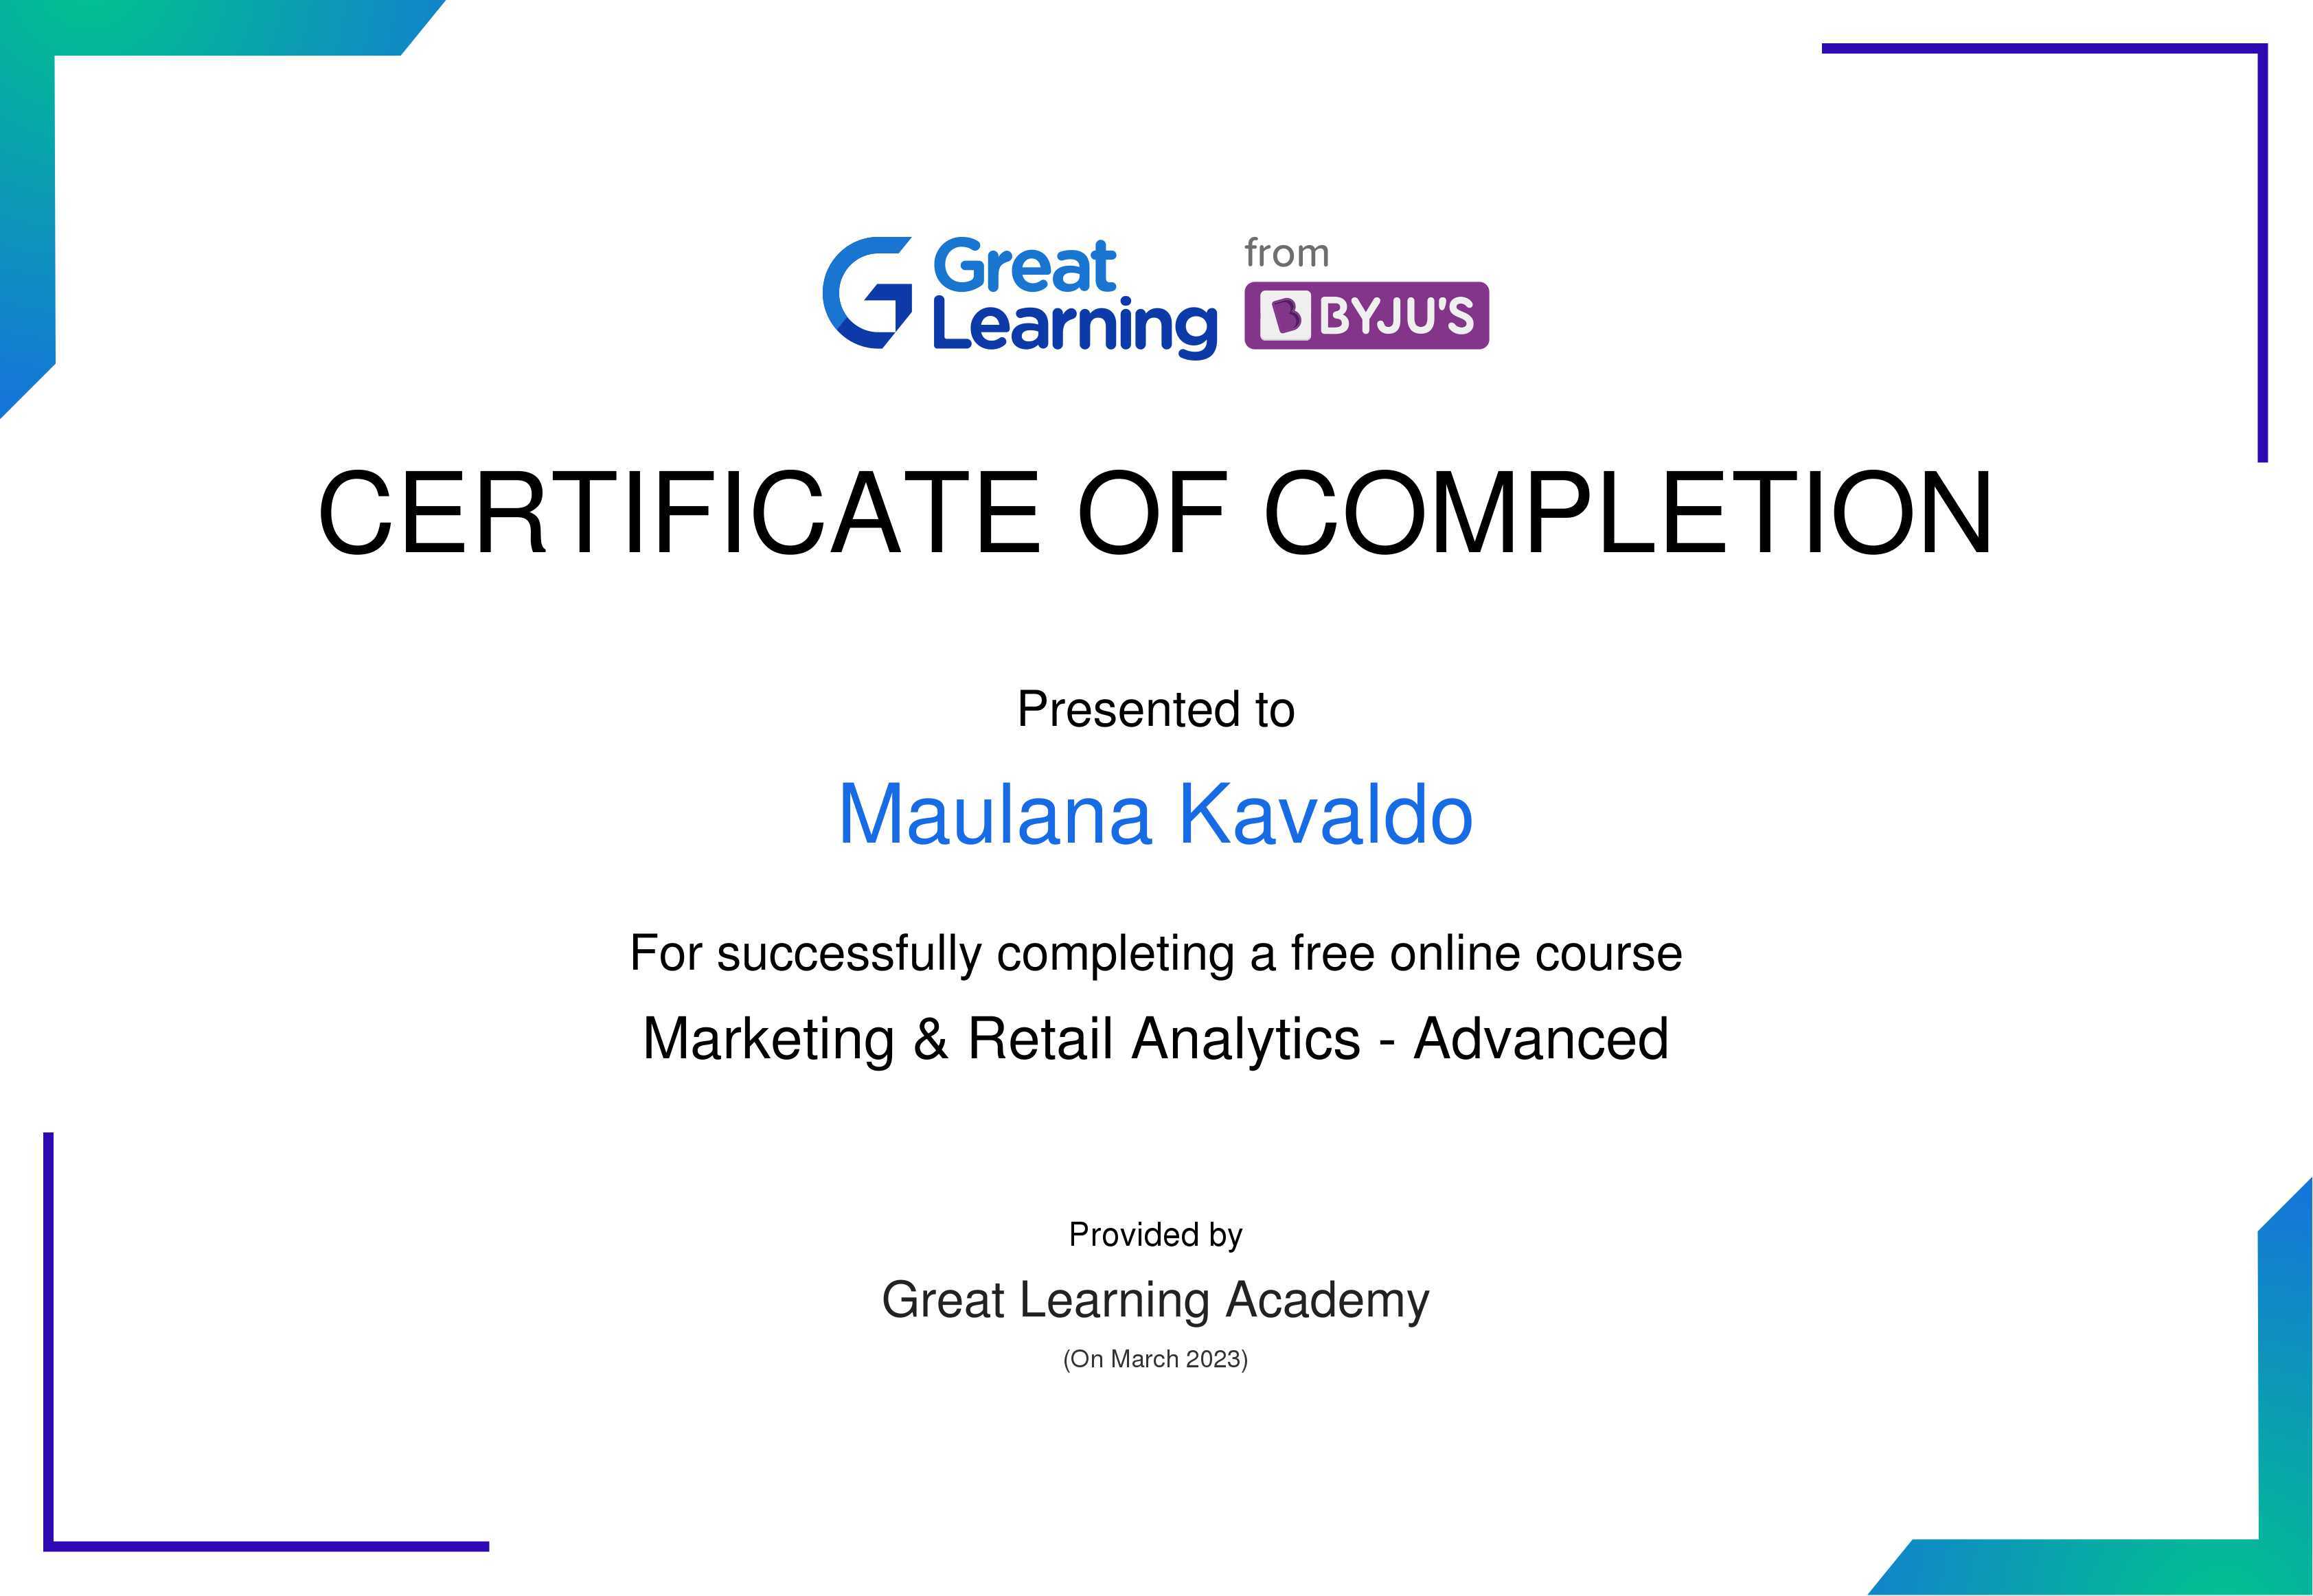 Great
Learning
from
BYJU'S
CERTIFICATE OF COMPLETION
Presented to
Maulana Kavaldo
For successfully completing a free online course
Marketing & Retail Analytics - Advanced
Provided by
Great Learning Academy
(On March 2023)